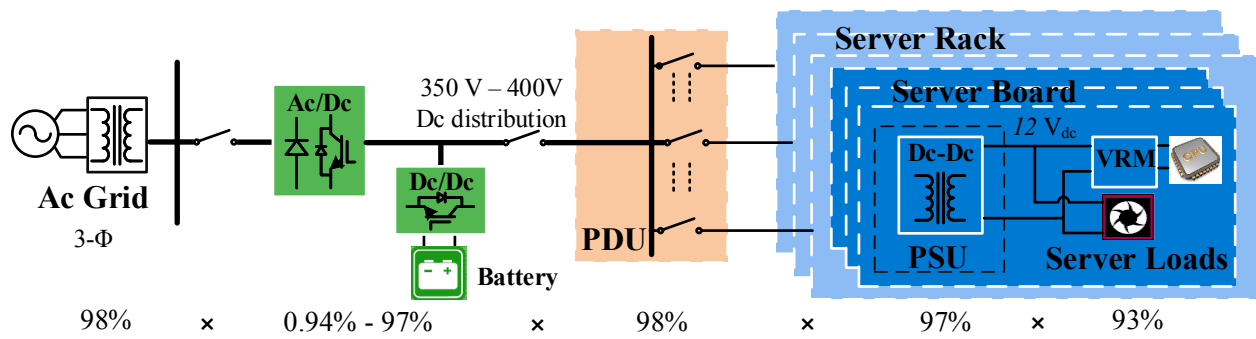 Server Rack
Server Board
Ac/Dc
350 V – 400V
Dc distribution
12 Vdc
Dc-Dc
VRM
CPU
Dc/Dc
Ac Grid
3-Φ
PDU
PSU
Server Loads
Battery
98% × 0.94% - 97% × 98% × 97% × 93%